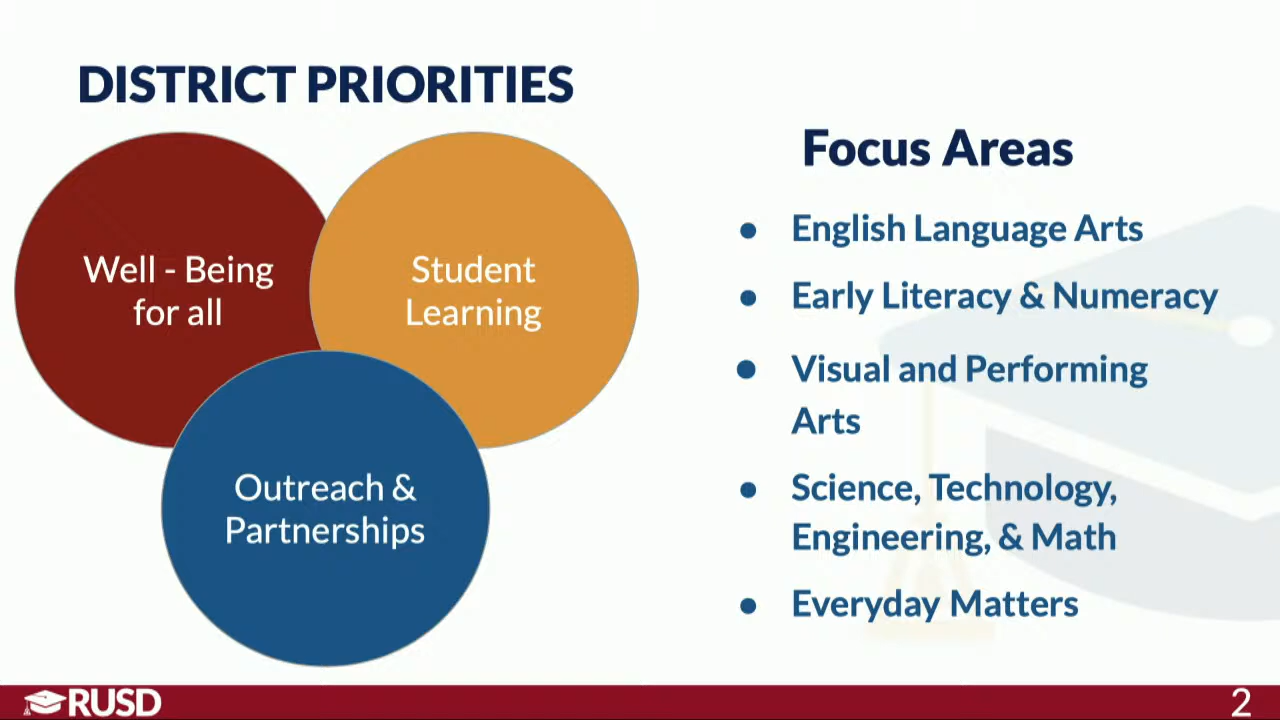 DISTRICT PRIORITIES
Well - Being
for all
Student
Learning
Outreach &
Partnerships
Focus Areas
● English Language Arts
● Early Literacy & Numeracy
● Visual and Performing
Arts
● Science, Technology,
Engineering, & Math
● Everyday Matters
RUSD
2